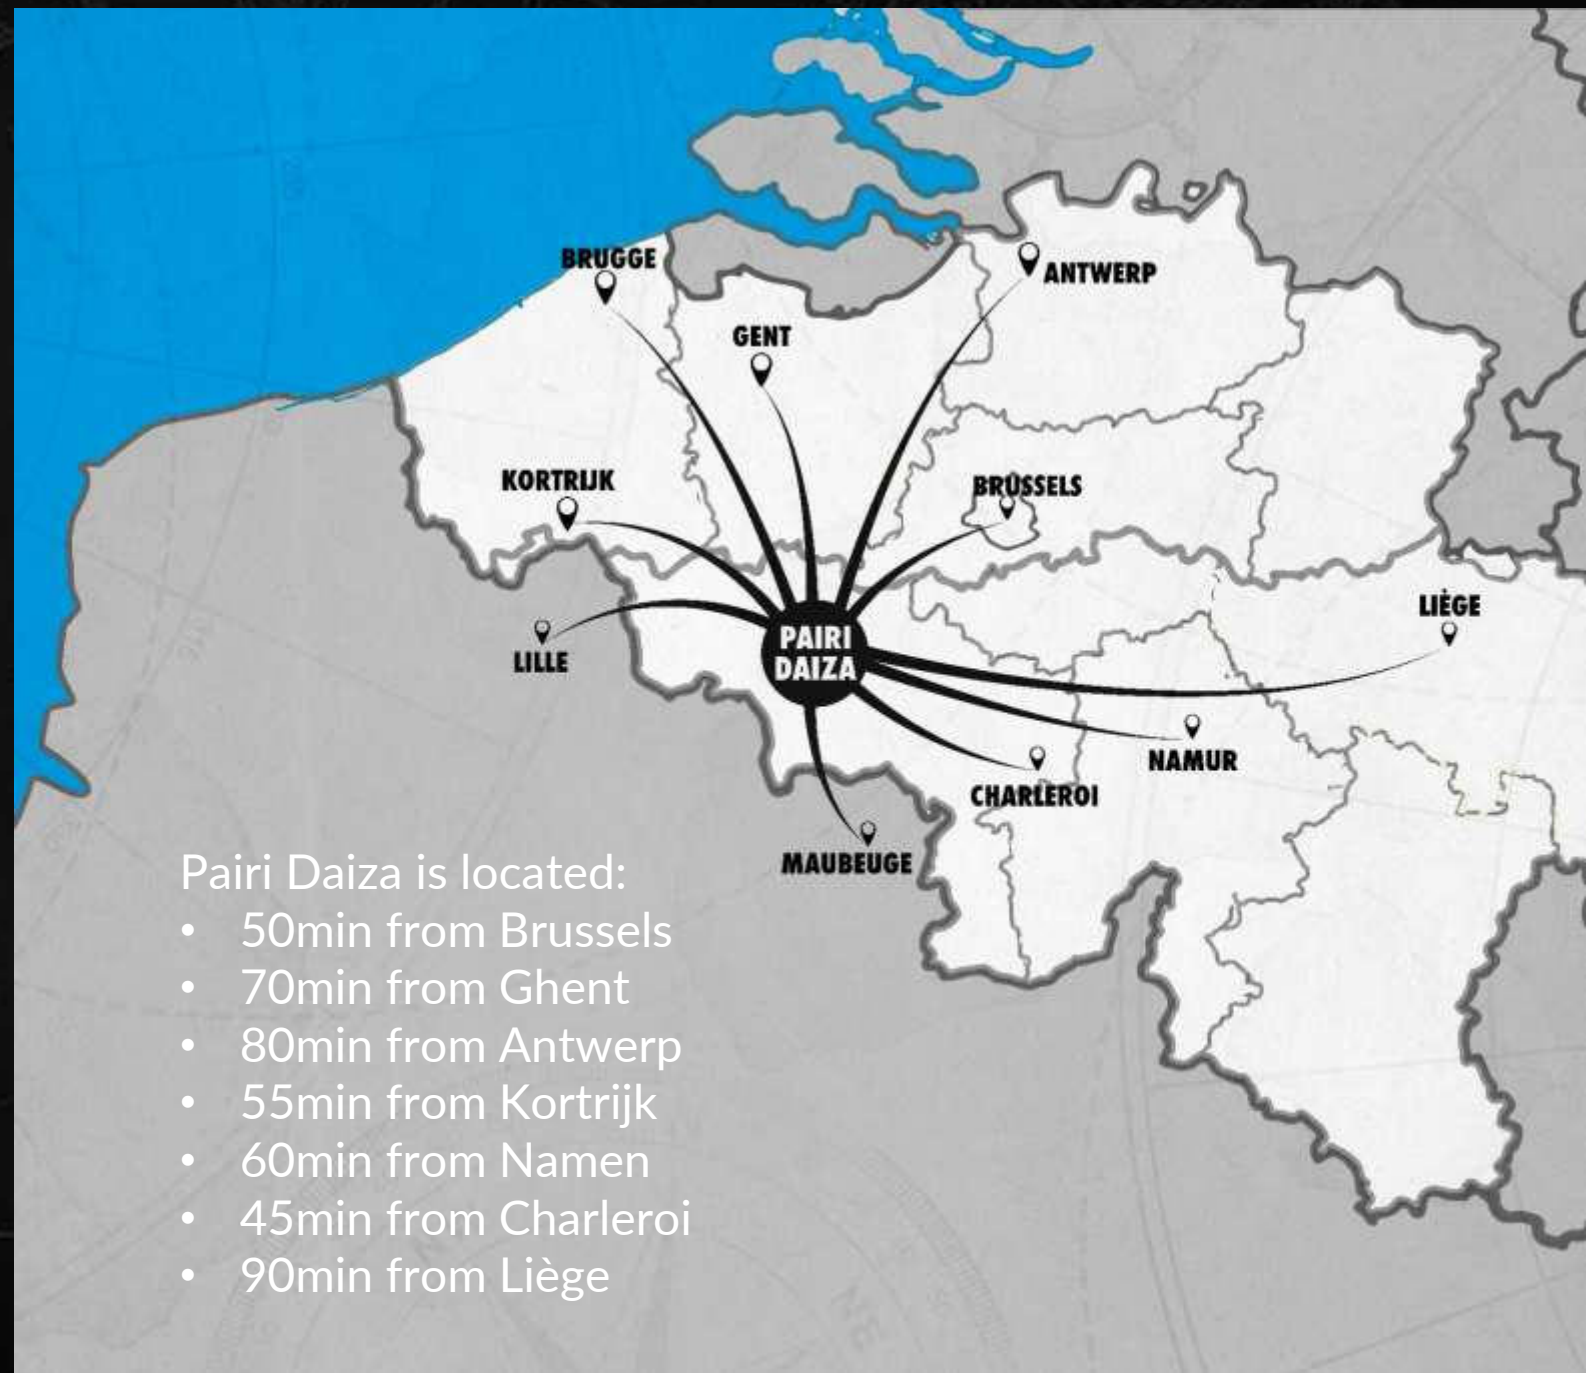 BRUGGE
ANTWERP
GENT
KORTRIJK
BRUSSELS
LIÈGE
PAIRI
DAIZA
LILLE
NAMUR
CHARLEROI
MAUBEUGE
Pairi Daiza is located:
• 50min from Brussels
• 70min from Ghent
• 80min from Antwerp
• 55min from Kortrijk
• 60min from Namen
• 45min from Charleroi
• 90min from Liège